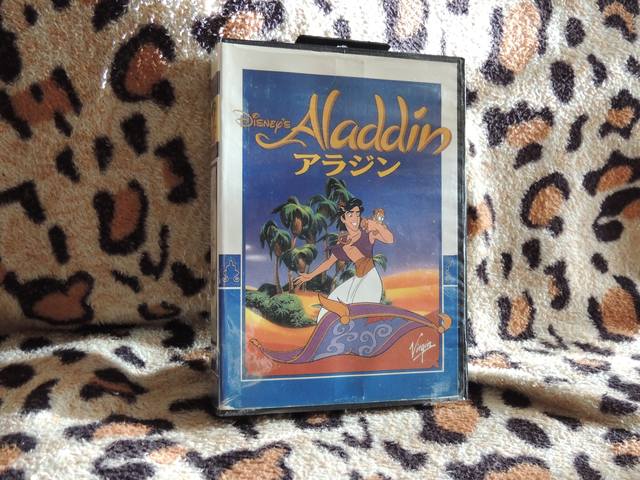 Disney's Aladdin
アラジン
Virgin